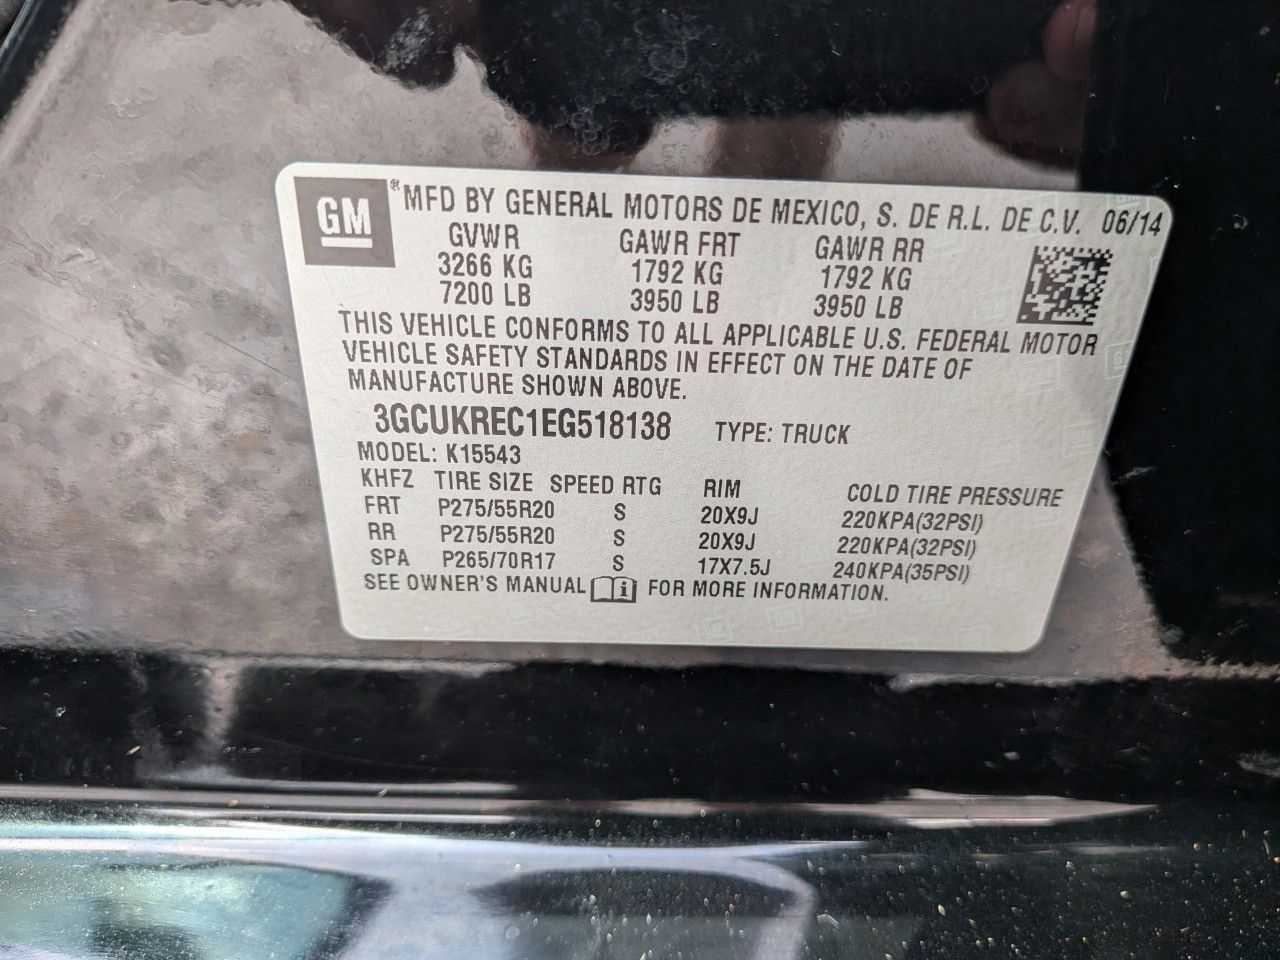 GM ® MFD BY GENERAL MOTORS DE MEXICO, S. DE R.L. DE C.V. 06/14
GVWR GAWR FRT GAWR RR
3266 KG 1792 KG 1792 KG
7200 LB 3950 LB 3950 LB
THIS VEHICLE CONFORMS TO ALL APPLICABLE U.S. FEDERAL MOTOR
VEHICLE SAFETY STANDARDS IN EFFECT ON THE DATE OF
MANUFACTURE SHOWN ABOVE.
3GCUKREC1EG518138 TYPE: TRUCK
MODEL: K15543
KHFZ TIRE SIZE SPEED RTG RIM COLD TIRE PRESSURE
FRT P275/55R20 S 20X9J 220KPA(32PSI)
RR P275/55R20 S 20X9J 220KPA(32PSI)
SPA P265/70R17 S 17X7.5J 240KPA(35PSI)
SEE OWNER'S MANUAL FOR MORE INFORMATION.